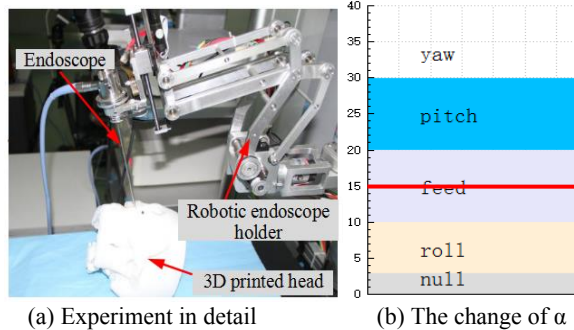 Endoscope
Robotic endoscope
holder
3D printed head
(a) Experiment in detail
40
35
30
25
20
15
10
5
0
yaw
pitch
feed
roll
null
(b) The change of α